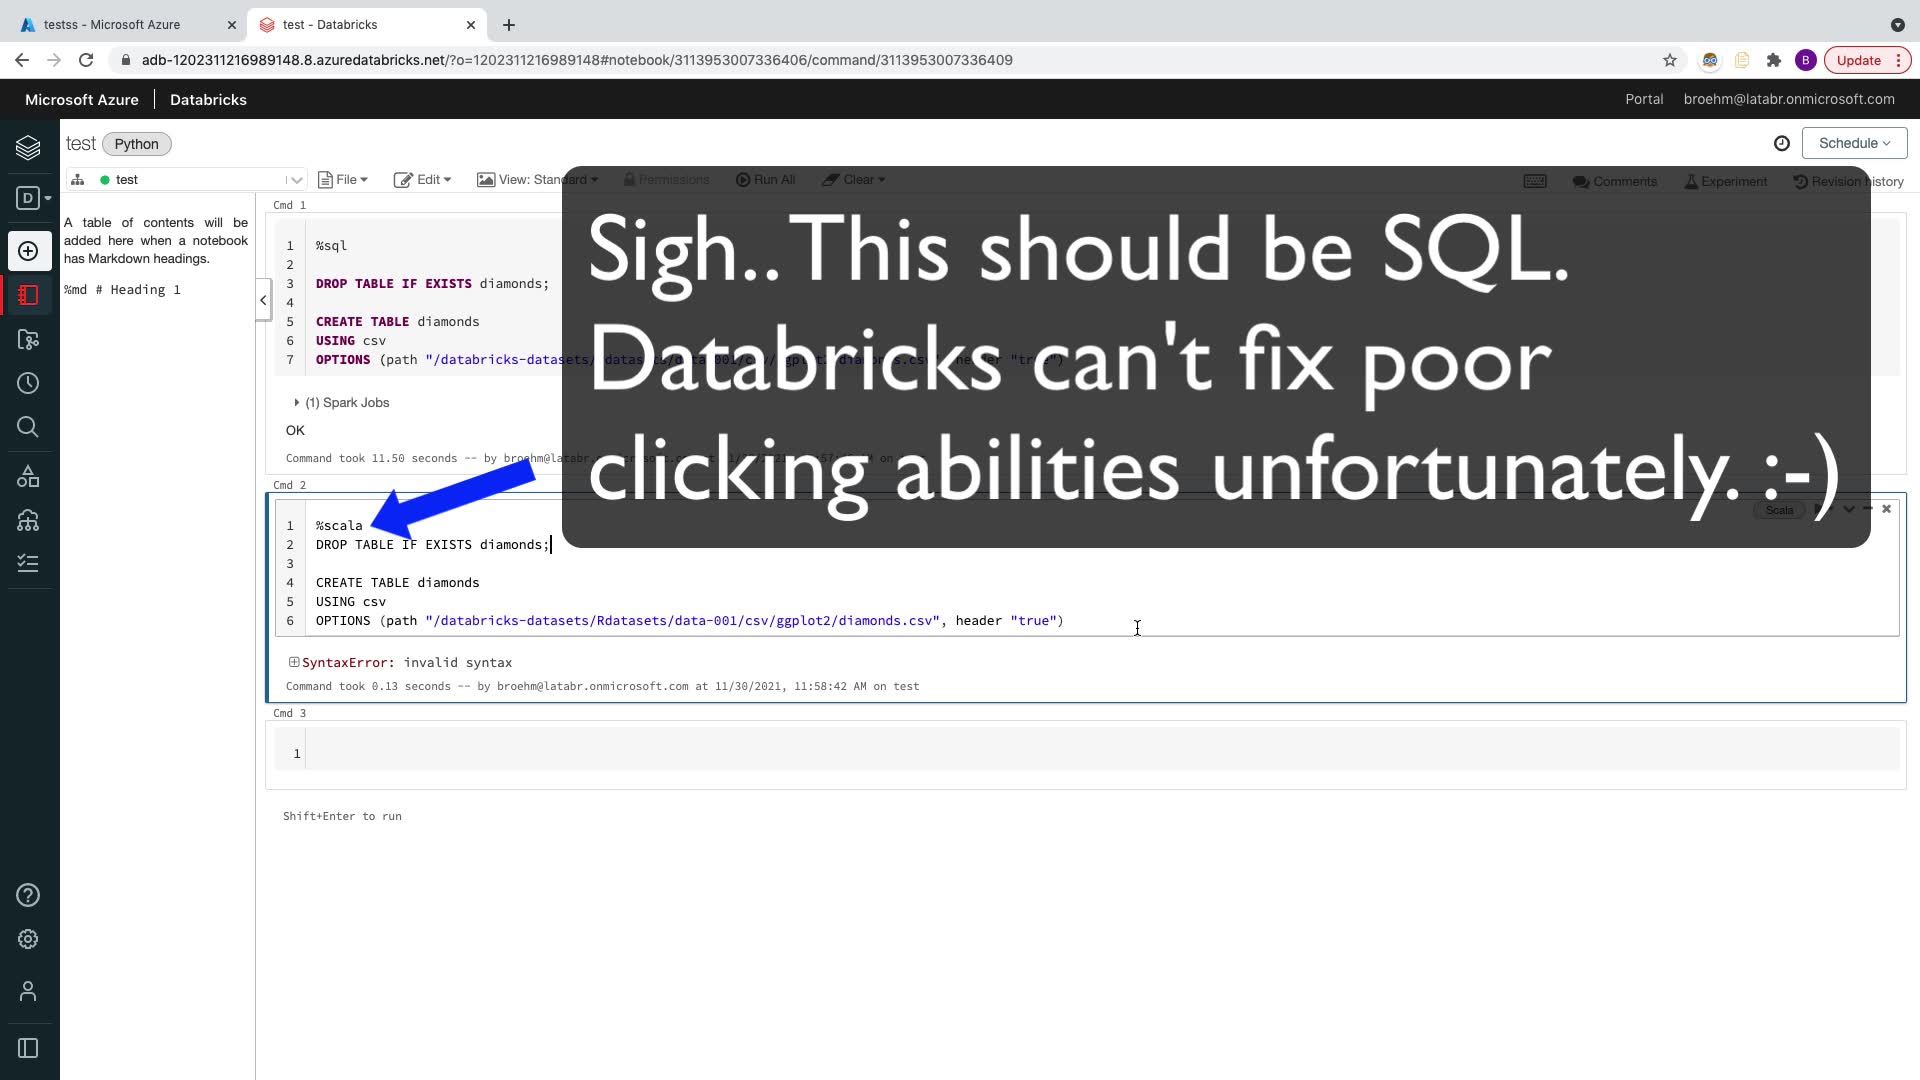 testss - Microsoft Azure
test - Databricks
adb-1202311216989148.8.azuredatabricks.net/?o=1202311216989148#notebook/3113953007336406/command/3113953007336409
B
Update
Microsoft Azure | Databricks
Portal
broehm@latabr.onmicrosoft.com
test Python
Schedule
D
test
File
Edit
View: Standard
Permissions
Run All
Clear
Comments
Experiment
Revision history
A table of contents will be
added here when a notebook
has Markdown headings.
%md # Heading 1
Cmd 1
1 %sql
2
3 DROP TABLE IF EXISTS diamonds;
4
5 CREATE TABLE diamonds
6 USING csv
7 OPTIONS (path "/databricks-datasets/Rdatasets/data-001/csv/ggplot2/diamonds.csv", header "true")
(1) Spark Jobs
OK
Command took 11.50 seconds -- by broehm@latabr.onmicrosoft.com at
on test
Sigh.. This should be SQL.
Databricks can't fix poor
clicking abilities unfortunately. :-)
Cmd 2
Scala
1 %scala
2 DROP TABLE IF EXISTS diamonds;
3
4 CREATE TABLE diamonds
5 USING csv
6 OPTIONS (path "/databricks-datasets/Rdatasets/data-001/csv/ggplot2/diamonds.csv", header "true")
SyntaxError: invalid syntax
Command took 0.13 seconds -- by broehm@latabr.onmicrosoft.com at 11/30/2021, 11:58:42 AM on test
Cmd 3
1
Shift+Enter to run